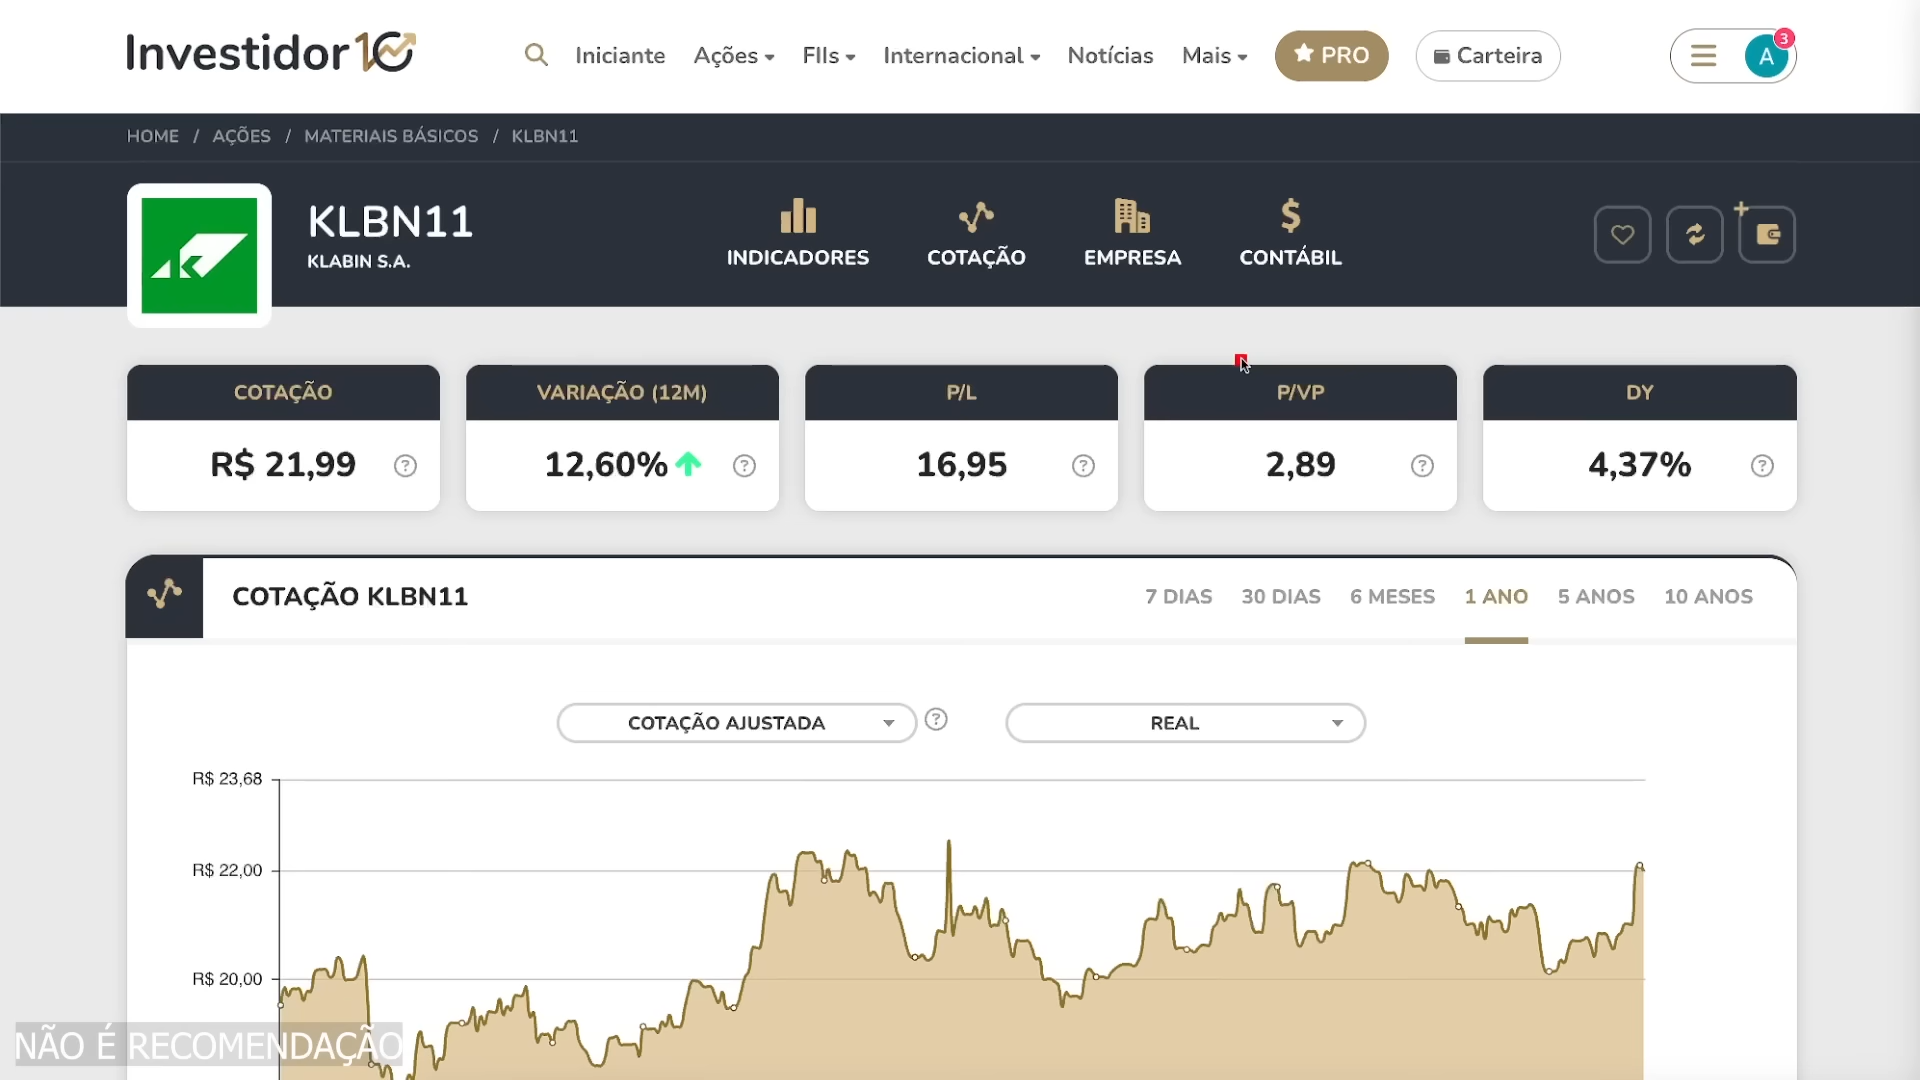 Investidor10
Iniciante Ações FIIs Internacional Notícias Mais PRO Carteira A 3
HOME / AÇÕES / MATERIAIS BÁSICOS / KLBN11
KLBN11
KLABIN S.A.
INDICADORES COTAÇÃO EMPRESA CONTÁBIL
COTAÇÃO VARIAÇÃO (12M) P/L P/VP DY
R$ 21,99 ? 12,60% ? 16,95 ? 2,89 ? 4,37% ?
COTAÇÃO KLBN11 7 DIAS 30 DIAS 6 MESES 1 ANO 5 ANOS 10 ANOS
COTAÇÃO AJUSTADA ? REAL
R$ 23,68
R$ 22,00
R$ 20,00
NÃO É RECOMENDAÇÃO